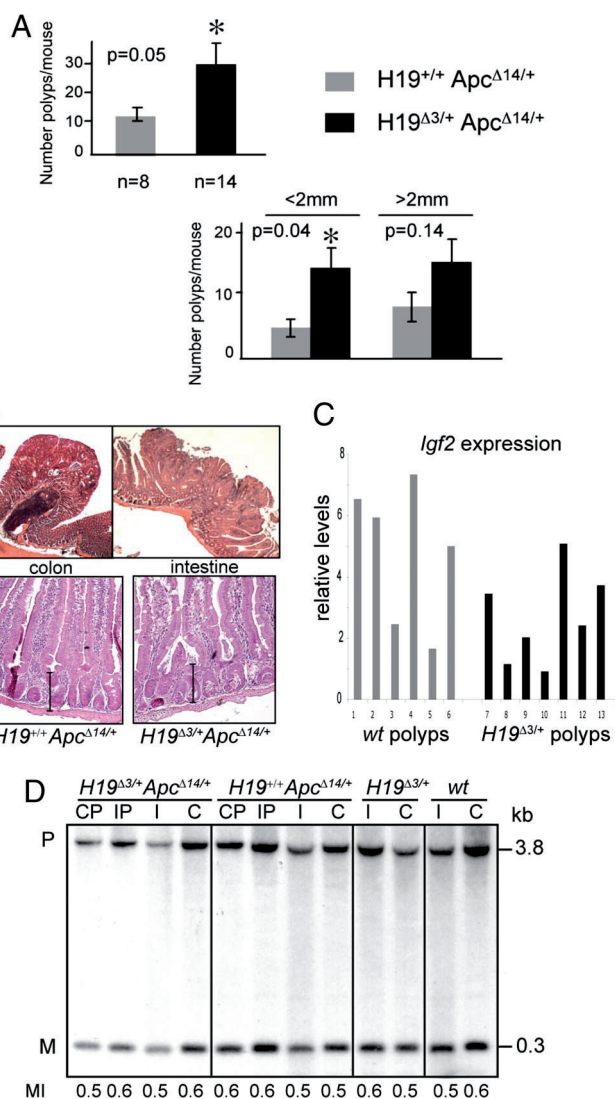 A
Number polyps/mouse
30
20
10
0
p=0.05
*
n=8 n=14
H19+/+ ApcΔ14/+
H19Δ3/+ ApcΔ14/+
Number polyps/mouse
20
10
0
<2mm >2mm
p=0.04 * p=0.14
colon intestine
H19+/+ ApcΔ14/+ H19Δ3/+ApcΔ14/+
C
Igf2 expression
relative levels
8
6
4
2
0
1 2 3 4 5 6 7 8 9 10 11 12 13
wt polyps H19Δ3/+ polyps
D
H19Δ3/+ApcΔ14/+ H19+/+ApcΔ14/+ H19Δ3/+ wt
CP IP I C CP IP I C I C I C kb
P 3.8
M 0.3
MI 0.5 0.6 0.5 0.6 0.6 0.6 0.5 0.5 0.6 0.5 0.5 0.6